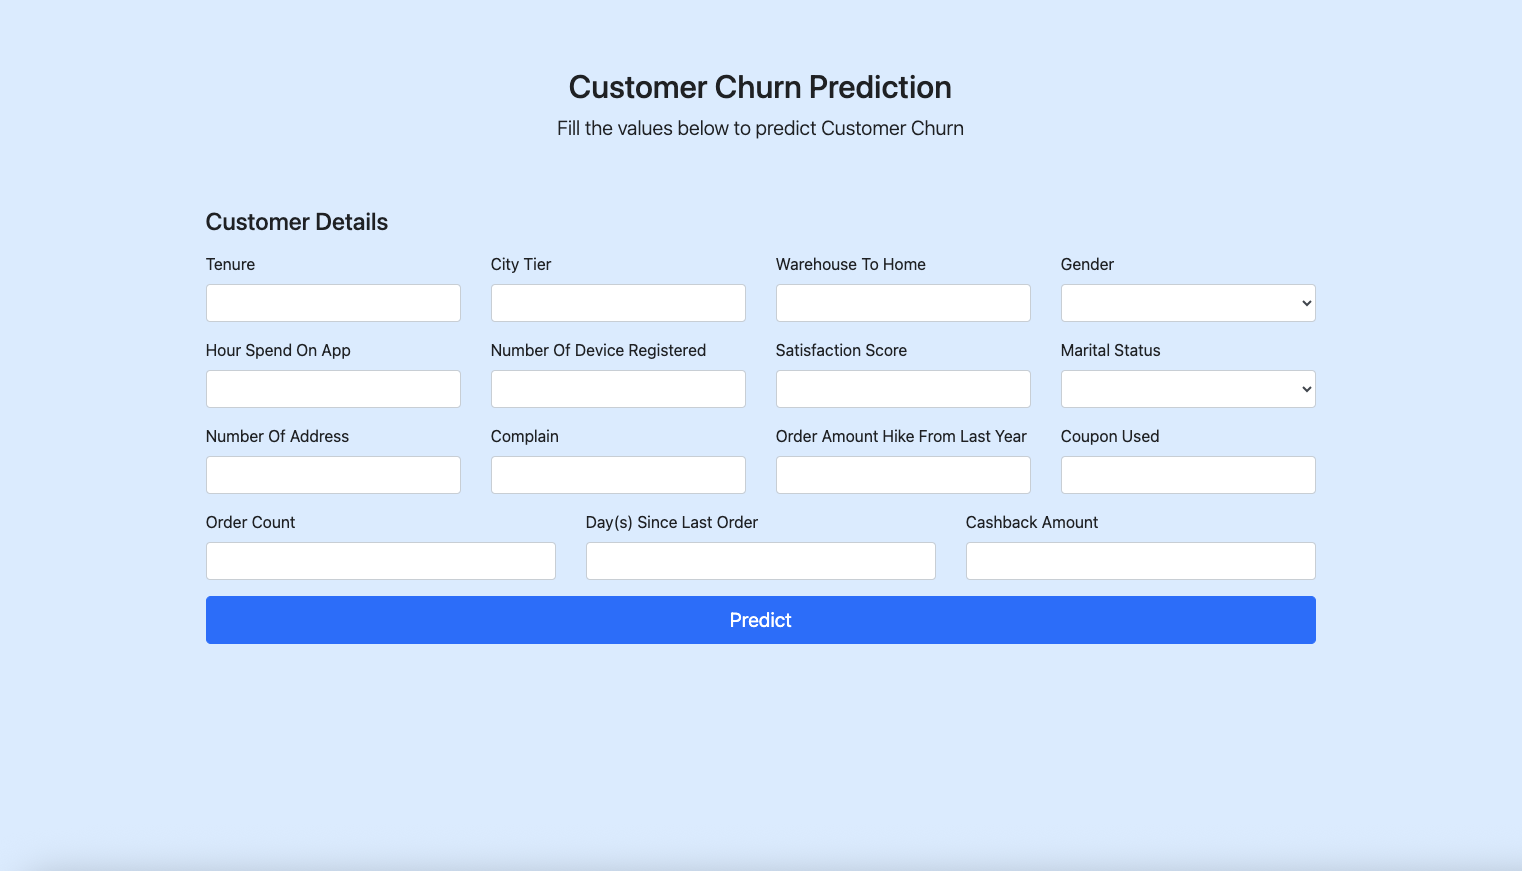 Customer Churn Prediction
Fill the values below to predict Customer Churn
Customer Details
Tenure
City Tier
Warehouse To Home
Gender
Hour Spend On App
Number Of Device Registered
Satisfaction Score
Marital Status
Number Of Address
Complain
Order Amount Hike From Last Year
Coupon Used
Order Count
Day(s) Since Last Order
Cashback Amount
Predict